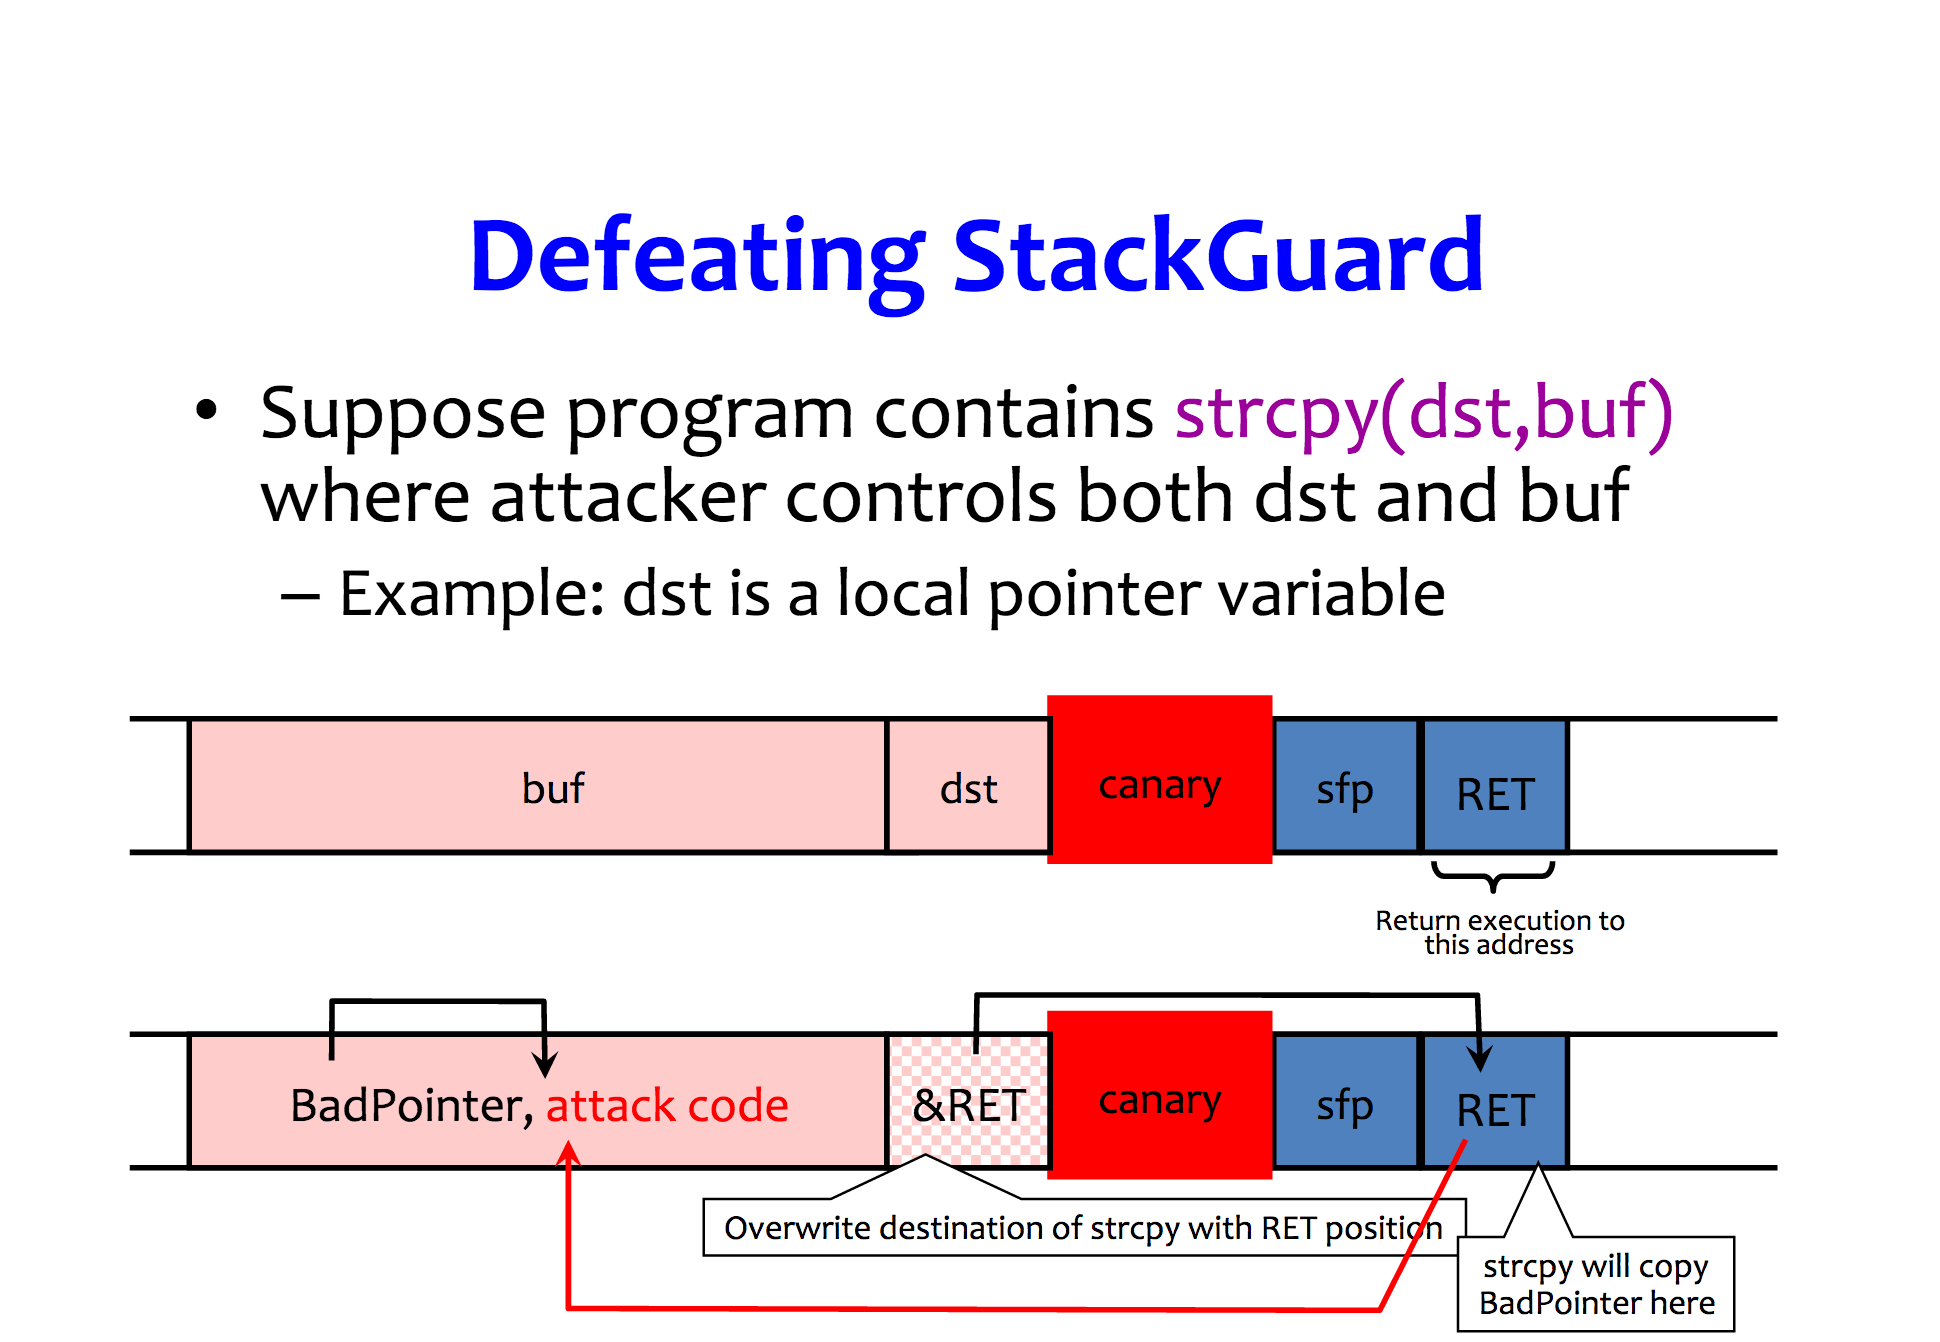 Defeating StackGuard
• Suppose program contains strcpy(dst,buf)
where attacker controls both dst and buf
– Example: dst is a local pointer variable
buf dst canary sfp RET
Return execution to
this address
BadPointer, attack code &RET canary sfp RET
Overwrite destination of strcpy with RET position
strcpy will copy
BadPointer here